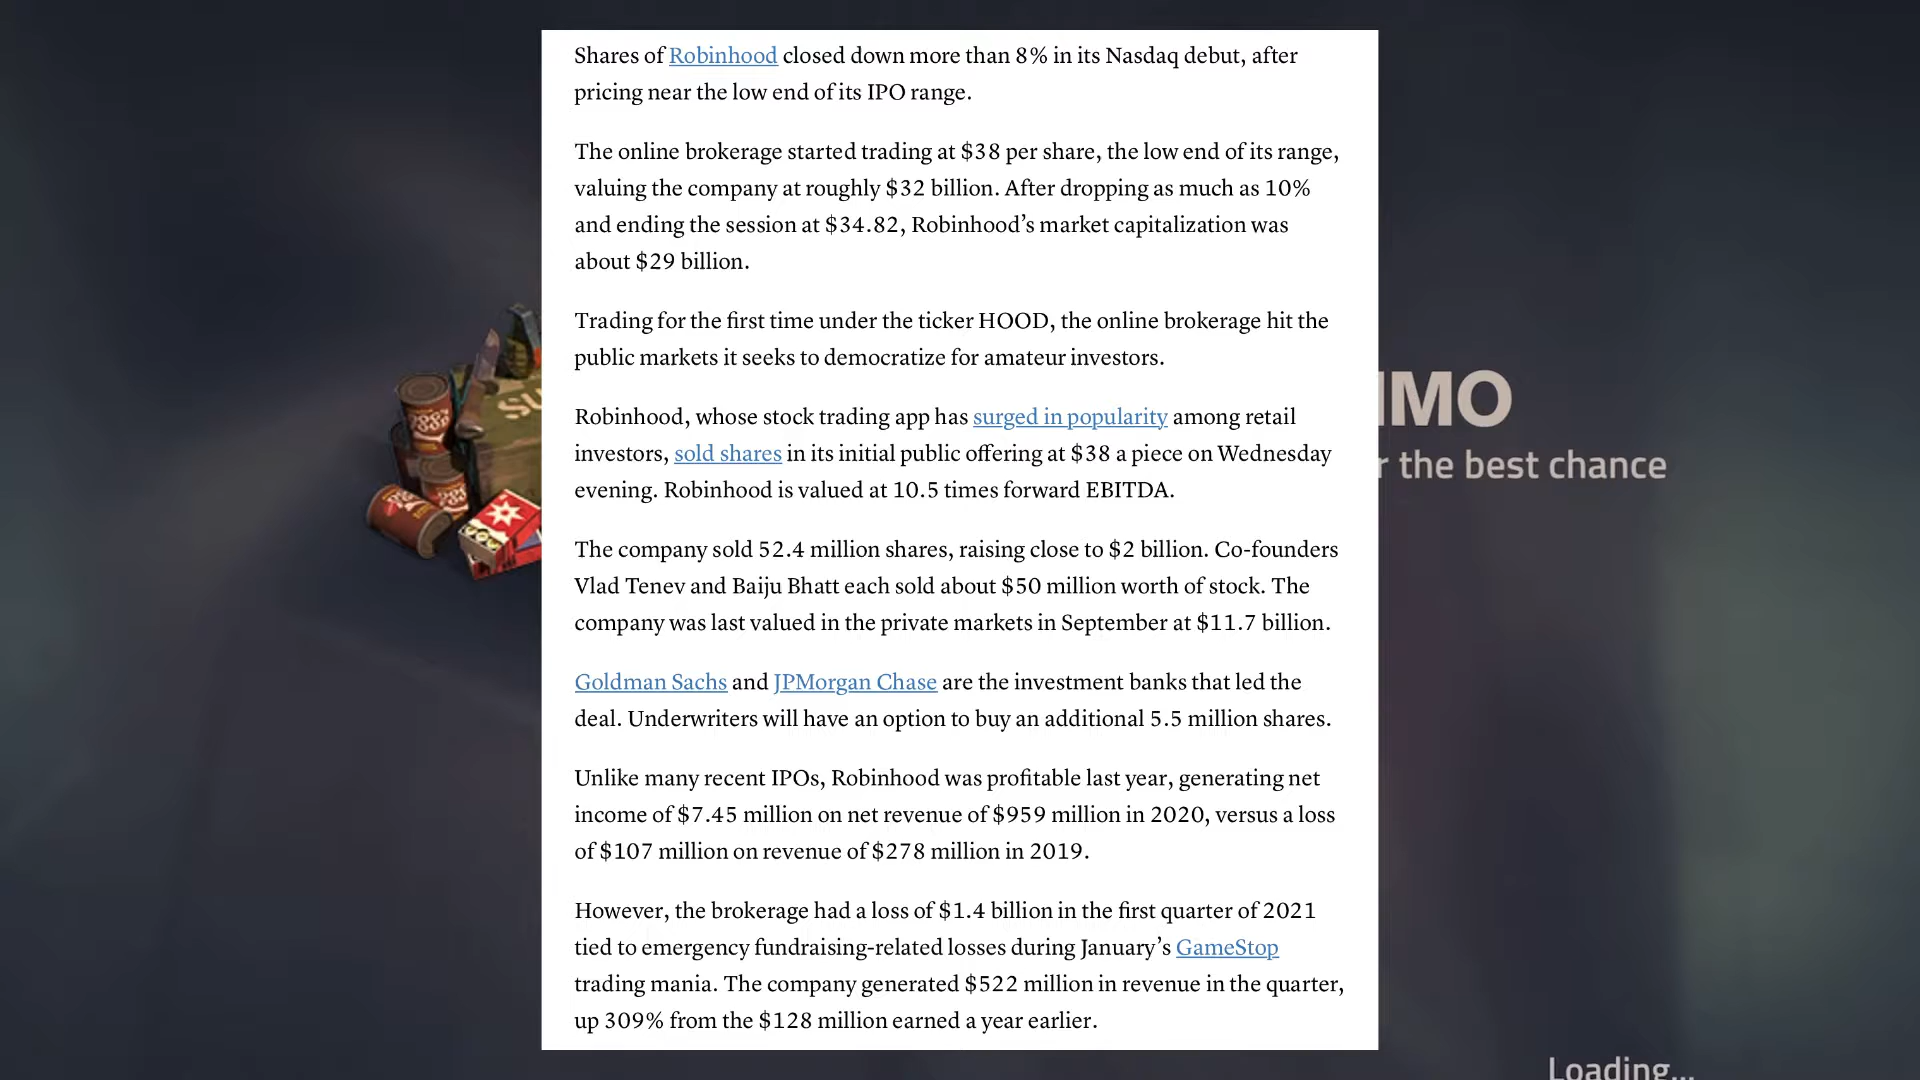 Shares of Robinhood closed down more than 8% in its Nasdaq debut, after
pricing near the low end of its IPO range.
The online brokerage started trading at $38 per share, the low end of its range,
valuing the company at roughly $32 billion. After dropping as much as 10%
and ending the session at $34.82, Robinhood’s market capitalization was
about $29 billion.
Trading for the first time under the ticker HOOD, the online brokerage hit the
public markets it seeks to democratize for amateur investors.
Robinhood, whose stock trading app has surged in popularity among retail
investors, sold shares in its initial public offering at $38 a piece on Wednesday
evening. Robinhood is valued at 10.5 times forward EBITDA.
The company sold 52.4 million shares, raising close to $2 billion. Co-founders
Vlad Tenev and Baiju Bhatt each sold about $50 million worth of stock. The
company was last valued in the private markets in September at $11.7 billion.
Goldman Sachs and JPMorgan Chase are the investment banks that led the
deal. Underwriters will have an option to buy an additional 5.5 million shares.
Unlike many recent IPOs, Robinhood was profitable last year, generating net
income of $7.45 million on net revenue of $959 million in 2020, versus a loss
of $107 million on revenue of $278 million in 2019.
However, the brokerage had a loss of $1.4 billion in the first quarter of 2021
tied to emergency fundraising-related losses during January’s GameStop
trading mania. The company generated $522 million in revenue in the quarter,
up 309% from the $128 million earned a year earlier.
MO
the best chance
Loading...